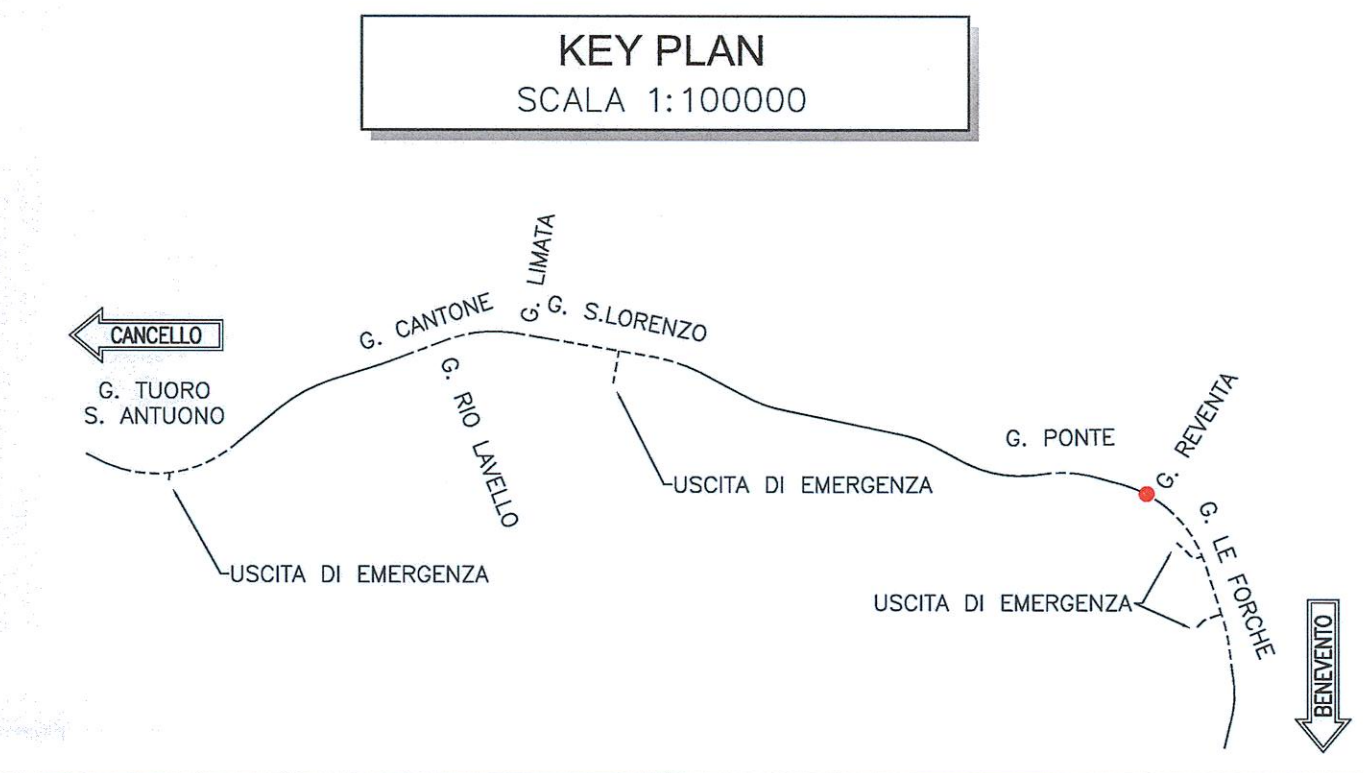 KEY PLAN
SCALA 1:100000
CANCELLO
G. TUORO
S. ANTUONO
G. CANTONE
G. RIO LAVELLO
G. LIMATA
G. S.LORENZO
USCITA DI EMERGENZA
USCITA DI EMERGENZA
G. PONTE
G. REVENTA
G. LE FORCHE
USCITA DI EMERGENZA
BENEVENTO